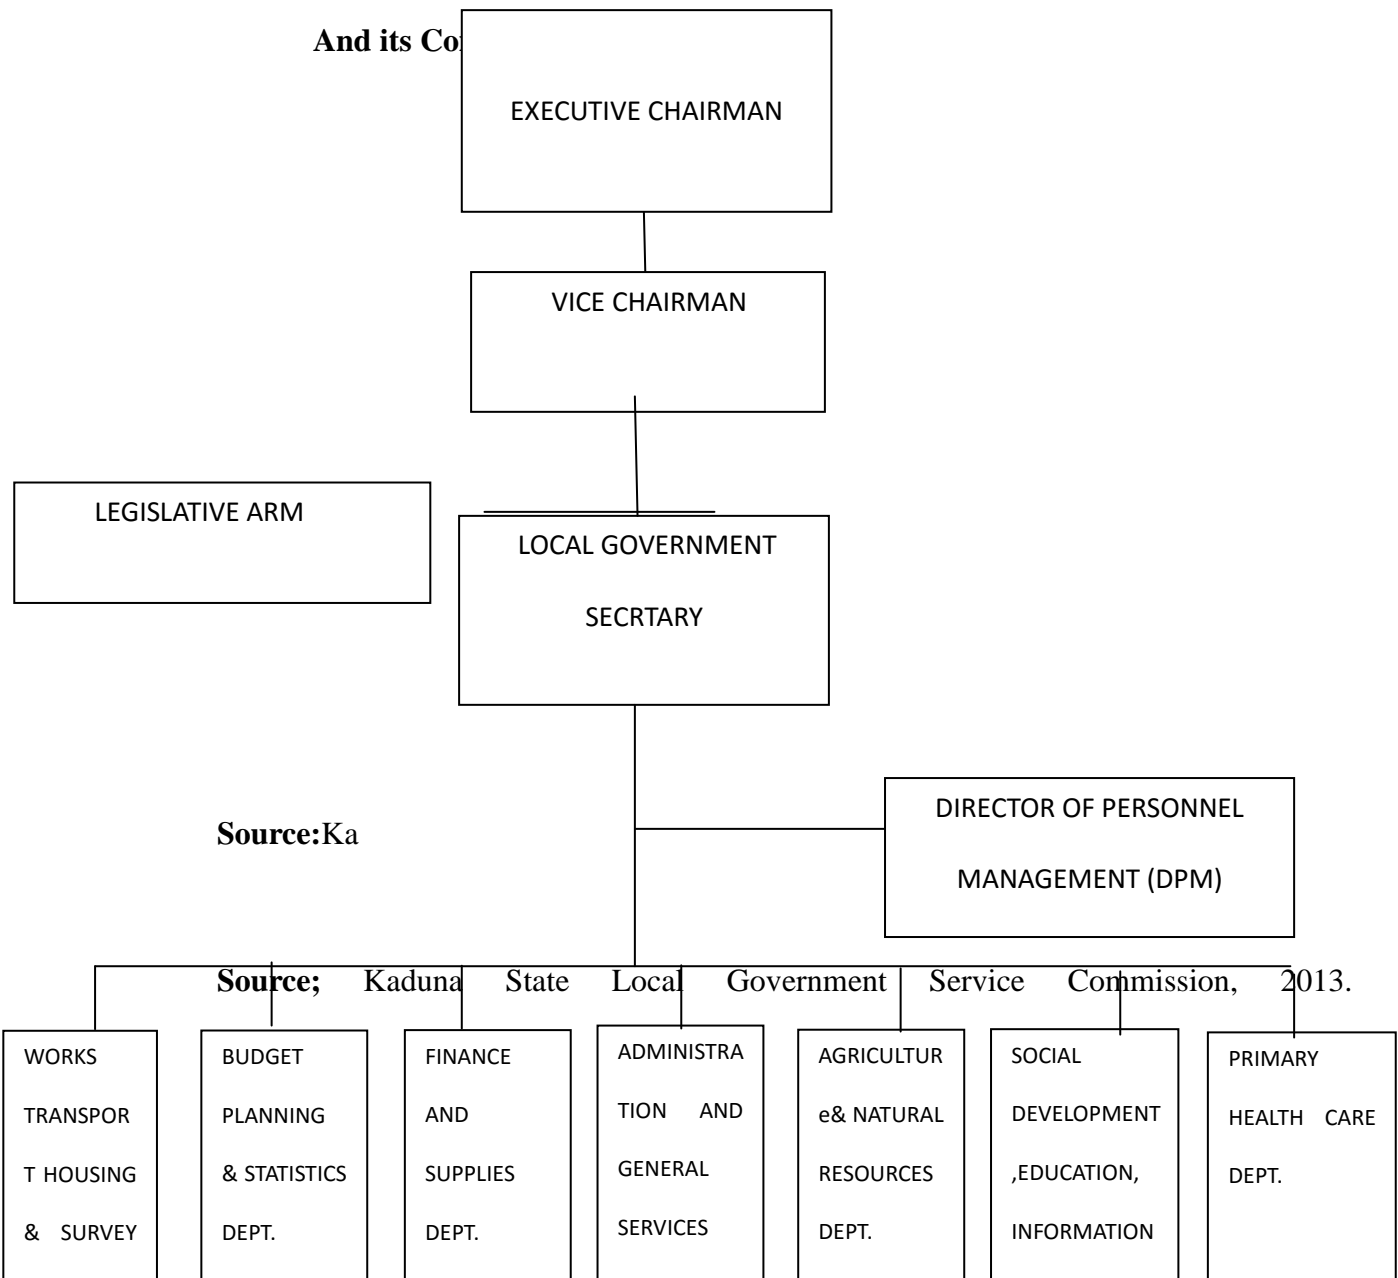 And its Co
EXECUTIVE CHAIRMAN
VICE CHAIRMAN
LEGISLATIVE ARM
LOCAL GOVERNMENT
SECRTARY
DIRECTOR OF PERSONNEL
MANAGEMENT (DPM)
Source:Ka
Source; Kaduna State Local Government Service Commission, 2013.
WORKS
TRANSPOR
T HOUSING
& SURVEY
BUDGET
PLANNING
& STATISTICS
DEPT.
FINANCE
AND
SUPPLIES
DEPT.
ADMINISTRA
TION AND
GENERAL
SERVICES
AGRICULTUR
e& NATURAL
RESOURCES
DEPT.
SOCIAL
DEVELOPMENT
,EDUCATION,
INFORMATION
PRIMARY
HEALTH CARE
DEPT.